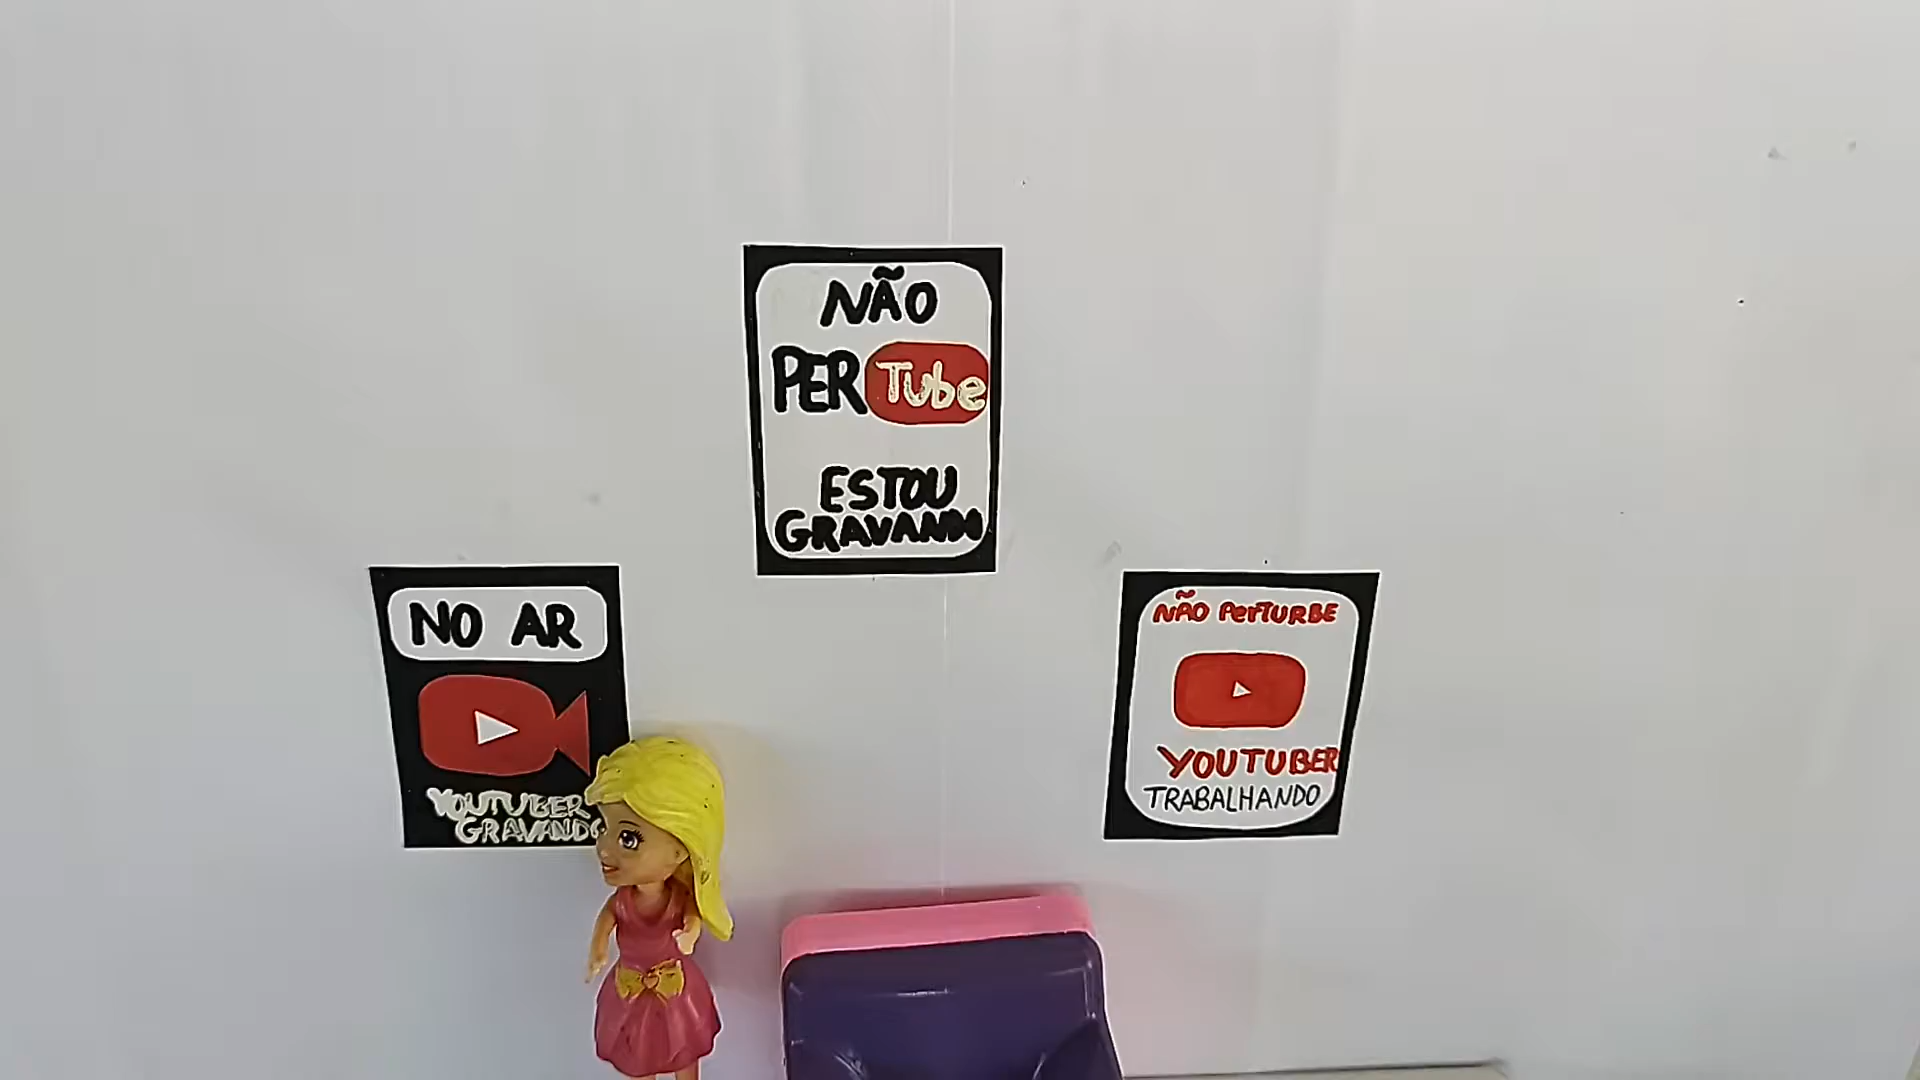 NÃO
PERTube
ESTOU
GRAVANDO
NO AR
YOUTUBER
GRAVANDO
NÃO PerTURBE
YOUTUBER
TRABALHANDO